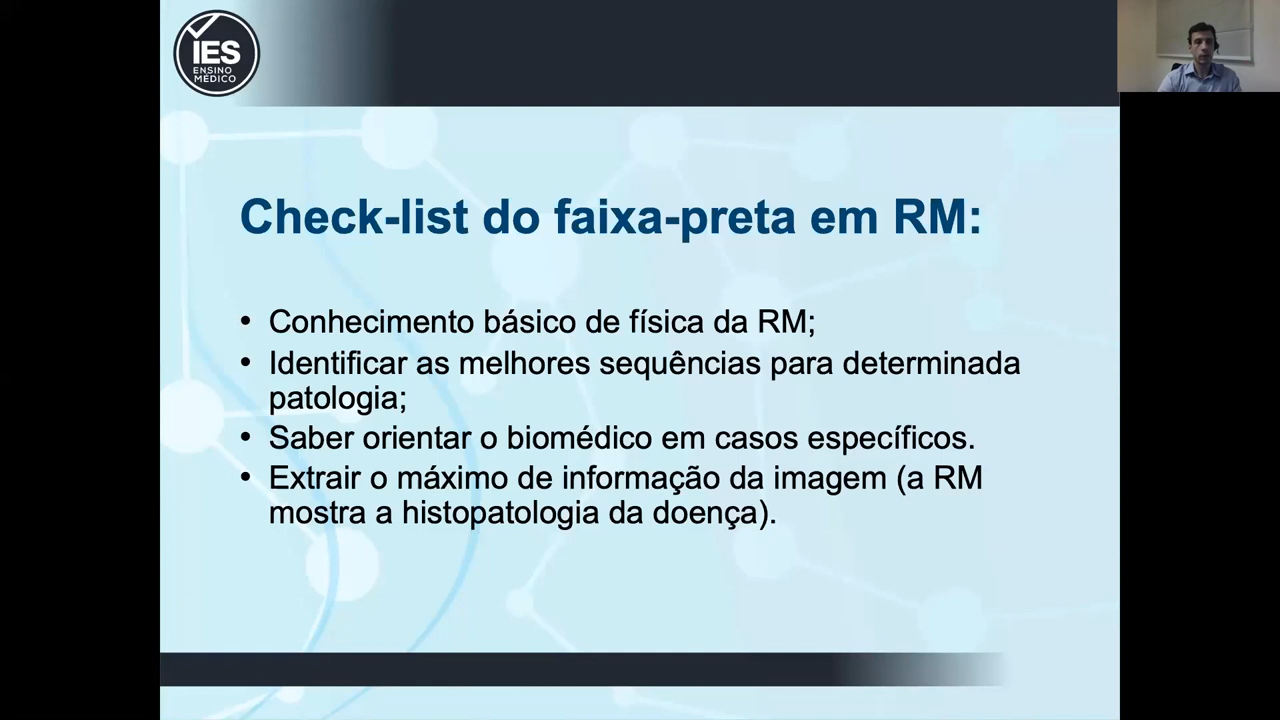 IES
ENSINO
MÉDICO
Check-list do faixa-preta em RM:
• Conhecimento básico de física da RM;
• Identificar as melhores sequências para determinada
patologia;
• Saber orientar o biomédico em casos específicos.
• Extrair o máximo de informação da imagem (a RM
mostra a histopatologia da doença).